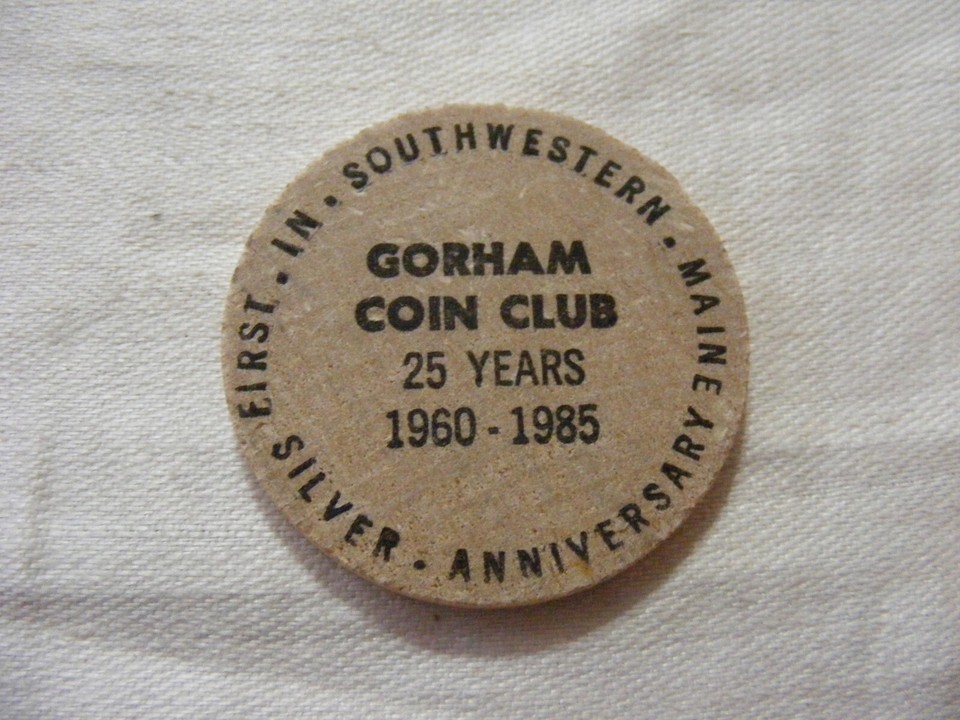 FIRST • IN • SOUTHWESTERN • MAINE
GORHAM
COIN CLUB
25 YEARS
1960 - 1985
SILVER • ANNIVERSARY